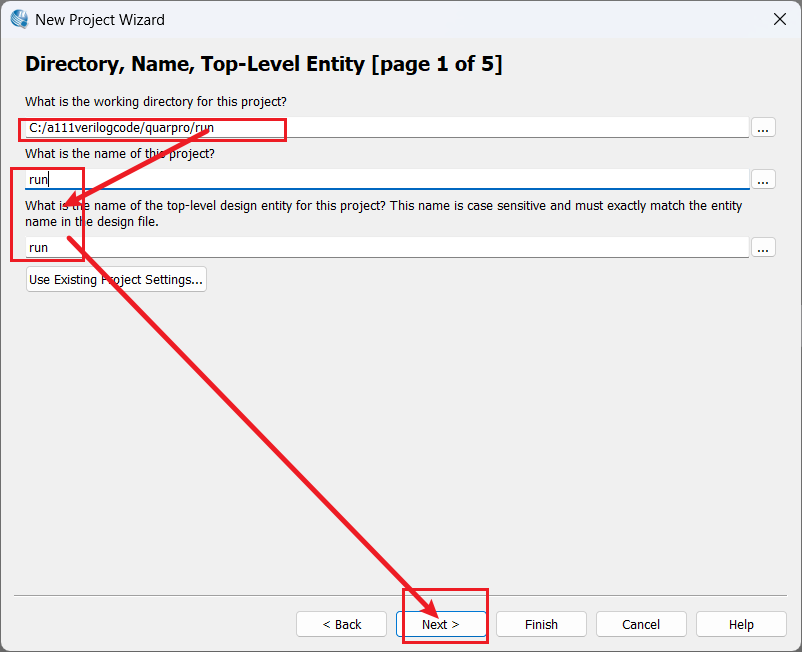 New Project Wizard
Directory, Name, Top-Level Entity [page 1 of 5]
What is the working directory for this project?
C:/a111verilogcode/quarpro/run
...
What is the name of this project?
run
...
What is the name of the top-level design entity for this project? This name is case sensitive and must exactly match the entity
name in the design file.
run
...
Use Existing Project Settings...
< Back
Next >
Finish
Cancel
Help